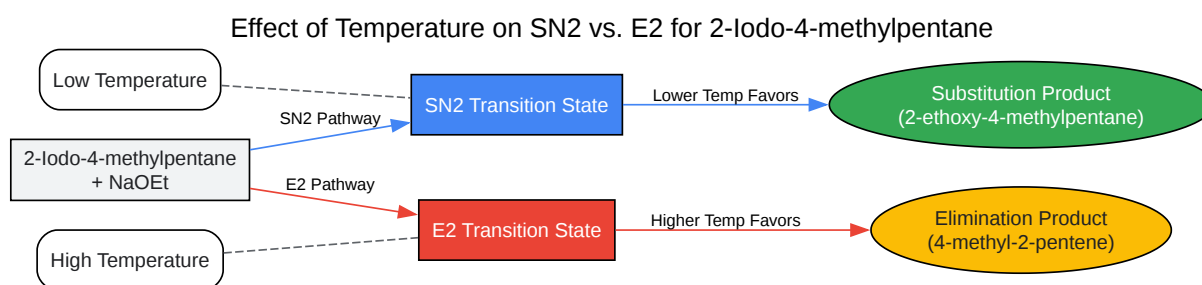 Effect of Temperature on SN2 vs. E2 for 2-Iodo-4-methylpentane
Low Temperature
SN2 Transition State
Lower Temp Favors
Substitution Product
(2-ethoxy-4-methylpentane)
SN2 Pathway
2-Iodo-4-methylpentane
+ NaOEt
E2 Pathway
E2 Transition State
Higher Temp Favors
Elimination Product
(4-methyl-2-pentene)
High Temperature